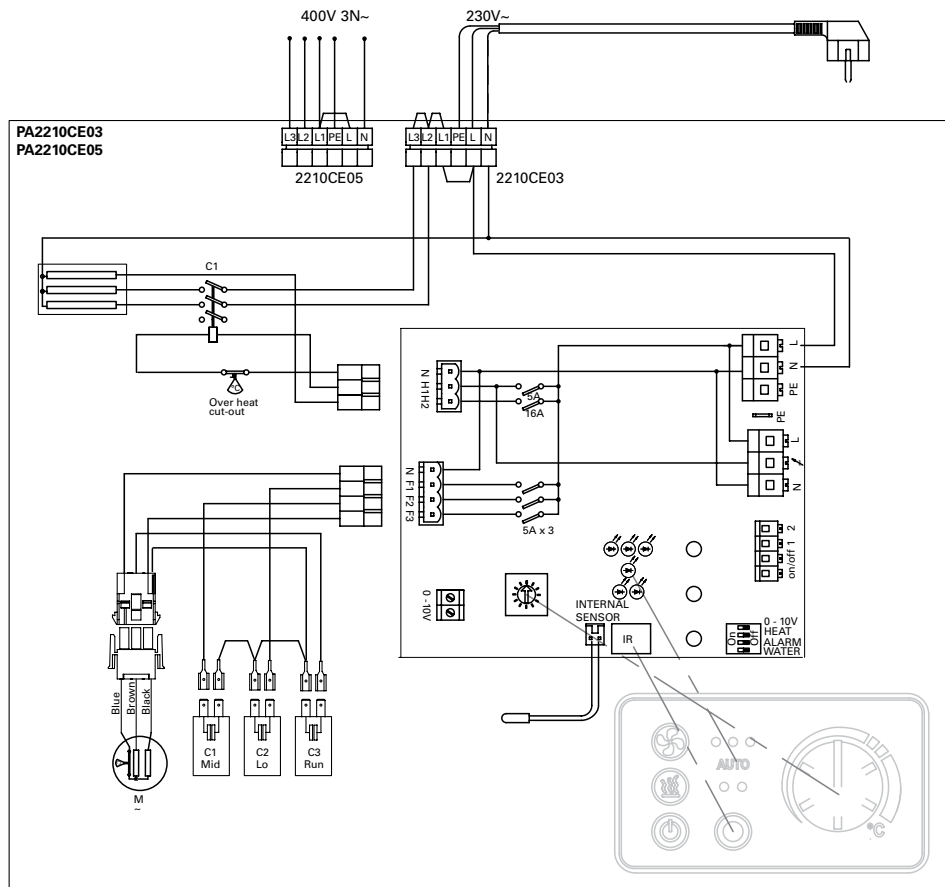 400V 3N~ 230V~
PA2210CE03
PA2210CE05
L3 L2 L1 PE L N
L3 L2 L1 PE L N
2210CE05
2210CE03
C1
°C
Over heat
cut-out
N H1 H2
5A
16A
L
N
PE
PE
L
N
N F1 F2 F3
5A x 3
on/off 1 2
0 - 10V
INTERNAL
SENSOR
IR
On
Off
0 - 10V
HEAT
ALARM
WATER
Blue
Brown
Black
M
~
C1
Mid
C2
Lo
C3
Run
AUTO
°C